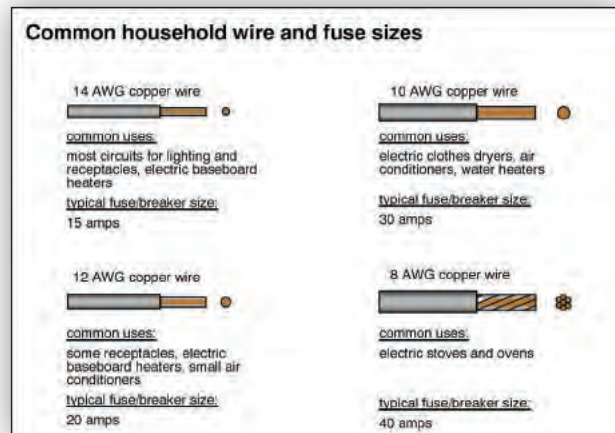 Common household wire and fuse sizes
14 AWG copper wire
common uses:
most circuits for lighting and
receptacles, electric baseboard
heaters
typical fuse/breaker size:
15 amps
10 AWG copper wire
common uses:
electric clothes dryers, air
conditioners, water heaters
typical fuse/breaker size:
30 amps
12 AWG copper wire
common uses:
some receptacles, electric
baseboard heaters, small air
conditioners
typical fuse/breaker size:
20 amps
8 AWG copper wire
common uses:
electric stoves and ovens
typical fuse/breaker size:
40 amps